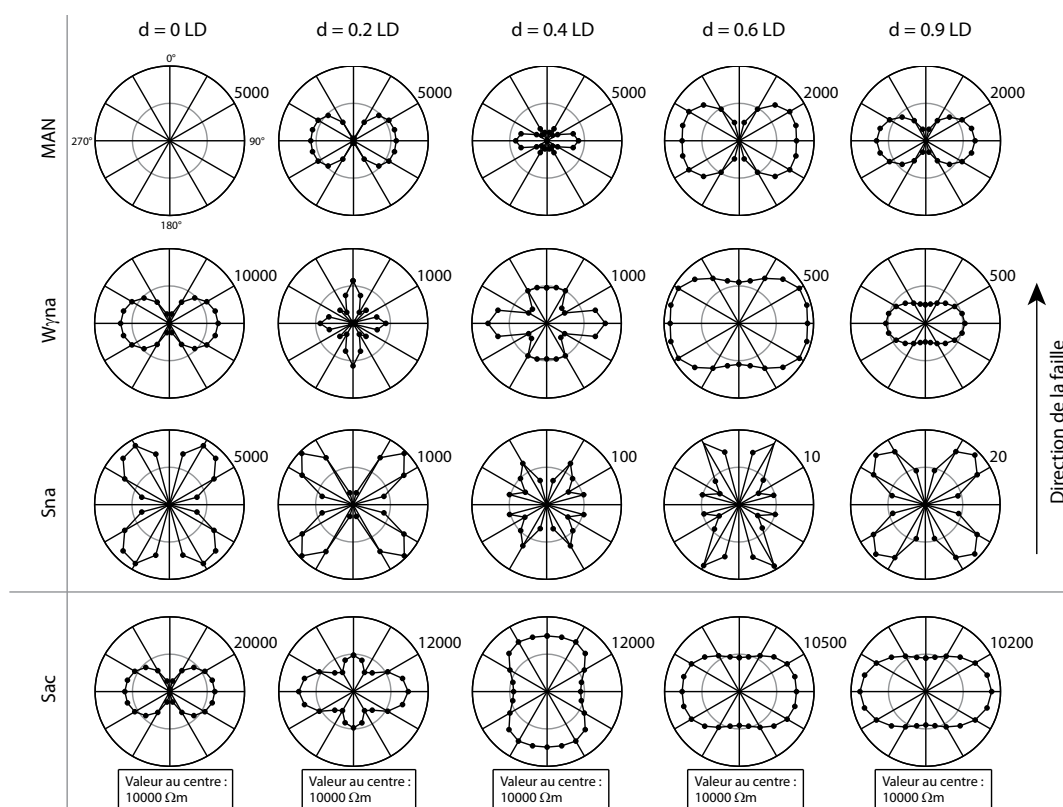 d = 0 LD
d = 0.2 LD
d = 0.4 LD
d = 0.6 LD
d = 0.9 LD
MAN
0°
90°
180°
270°
5000
5000
5000
2000
2000
Wγna
10000
1000
1000
500
500
Sna
5000
1000
100
10
20
Direction de la faille
Sac
20000
12000
12000
10500
10200
Valeur au centre :
10000 Ωm
Valeur au centre :
10000 Ωm
Valeur au centre :
10000 Ωm
Valeur au centre :
10000 Ωm
Valeur au centre :
10000 Ωm